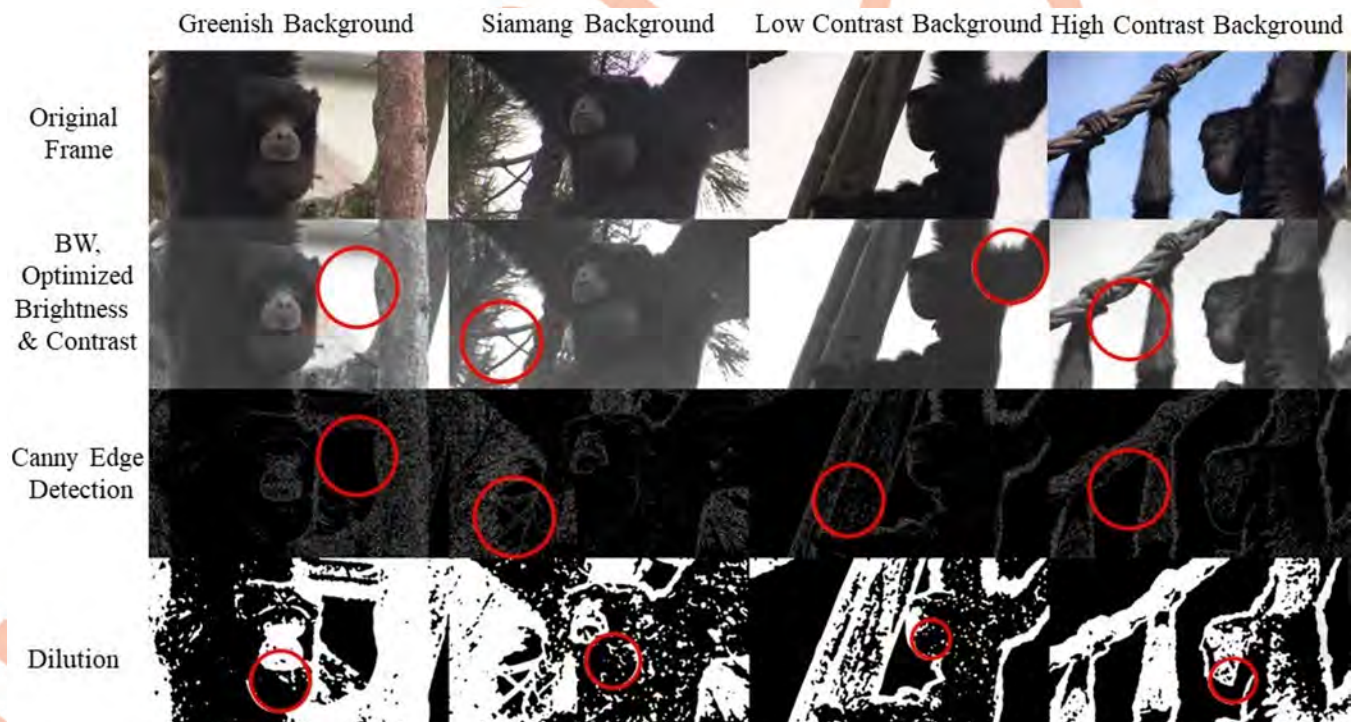 Greenish Background
Siamang Background
Low Contrast Background
High Contrast Background
Original
Frame
BW,
Optimized
Brightness
& Contrast
Canny Edge
Detection
Dilution